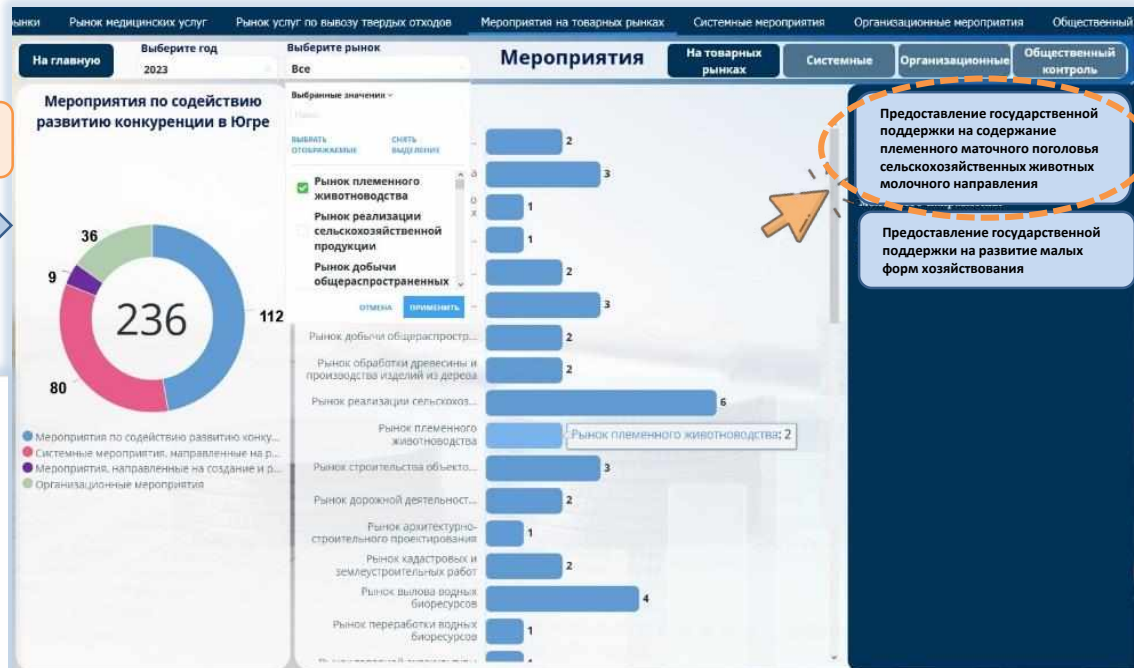 Рынок медицинских услуг
Рынок услуг по вывозу твердых отходов
Мероприятия на товарных рынках
Системные мероприятия
Организационные мероприятия
Общественный
На главную
Выберите год
2023
Выберите рынок
Все
Мероприятия
На товарных
рынках
Системные
Организационные
Общественный
контроль
Мероприятия по содействию
развитию конкуренции в Югре
36
9
236
112
80
Мероприятия по содействию развитию конку...
Системные мероприятия, направленные на р...
Мероприятия, направленные на создание и р...
Организационные мероприятия
Выбранные значения
ВЫБРАТЬ
ОТОБРАЖАЕМЫЕ
СНЯТЬ
ВЫДЕЛЕНИЕ
Рынок племенного
животноводства
Рынок реализации
сельскохозяйственной
продукции
Рынок добычи
общераспространенных
ОТМЕНА
ПРИМЕНИТЬ
2
3
1
1
2
3
Рынок добычи общераспростр...
2
Рынок обработки древесины и
производства изделий из дерева
2
Рынок реализации сельскохоз...
6
Рынок племенного
животноводства
Рынок племенного животноводства: 2
Рынок строительства объекто...
3
Рынок дорожной деятельност...
2
Рынок архитектурно-
строительного проектирования
1
Рынок кадастровых и
землеустроительных работ
2
Рынок вылова водных
биоресурсов
4
Рынок переработки водных
биоресурсов
1
Предоставление государственной
поддержки на содержание
племенного маточного поголовья
сельскохозяйственных животных
молочного направления
Предоставление государственной
поддержки на развитие малых
форм хозяйствования